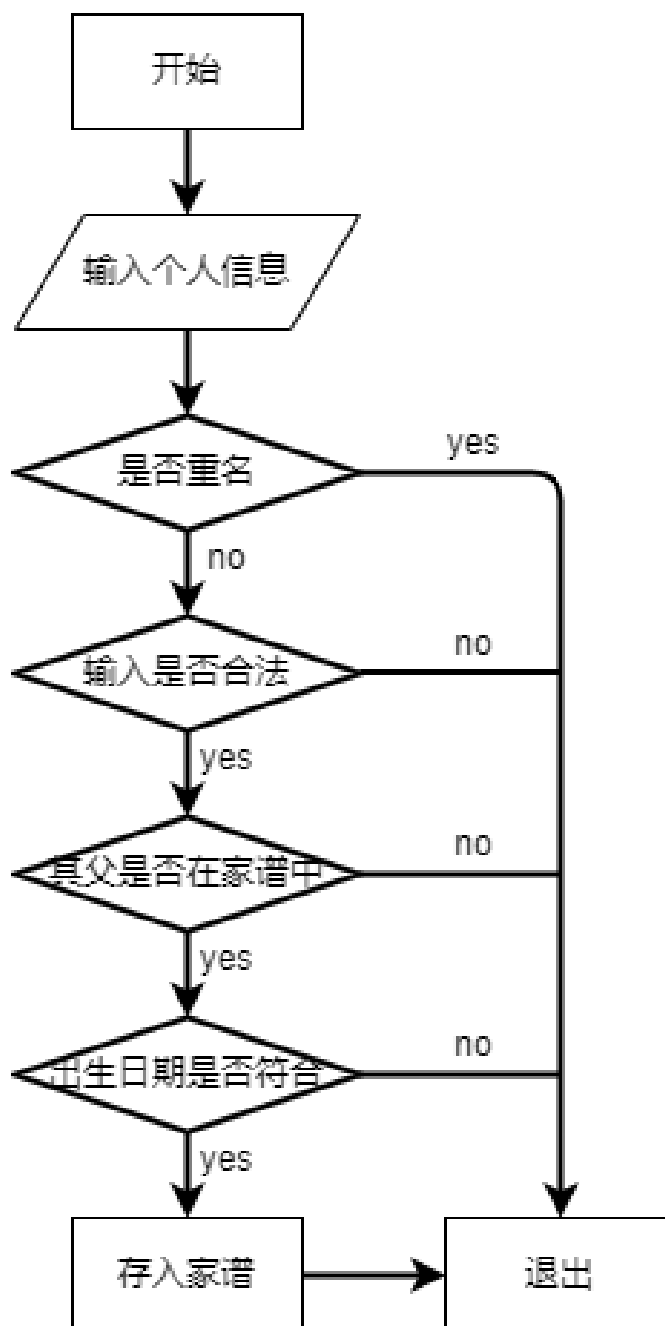 开始
输入个人信息
是否重名
yes
no
输入是否合法
no
yes
其父是否在家谱中
no
yes
出生日期是否符合
no
yes
存入家谱
退出